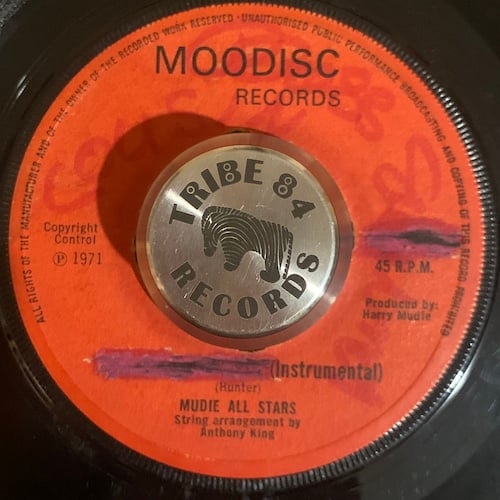 ALL RIGHTS OF THE MANUFACTURER AND OF THE OWNER OF THE RECORDED WORK RESERVED - UNAUTHORISED PUBLIC PERFORMANCE BROADCASTING AND COPYING OF THIS RECORD PROHIBITED
MOODISC
RECORDS
TRIBE 84
RECORDS
Copyright
Control
℗ 1971
45 R.P.M.
Produced by:
Harry Mudie
(Instrumental)
(Hunter)
MUDIE ALL STARS
String arrangement by
Anthony King